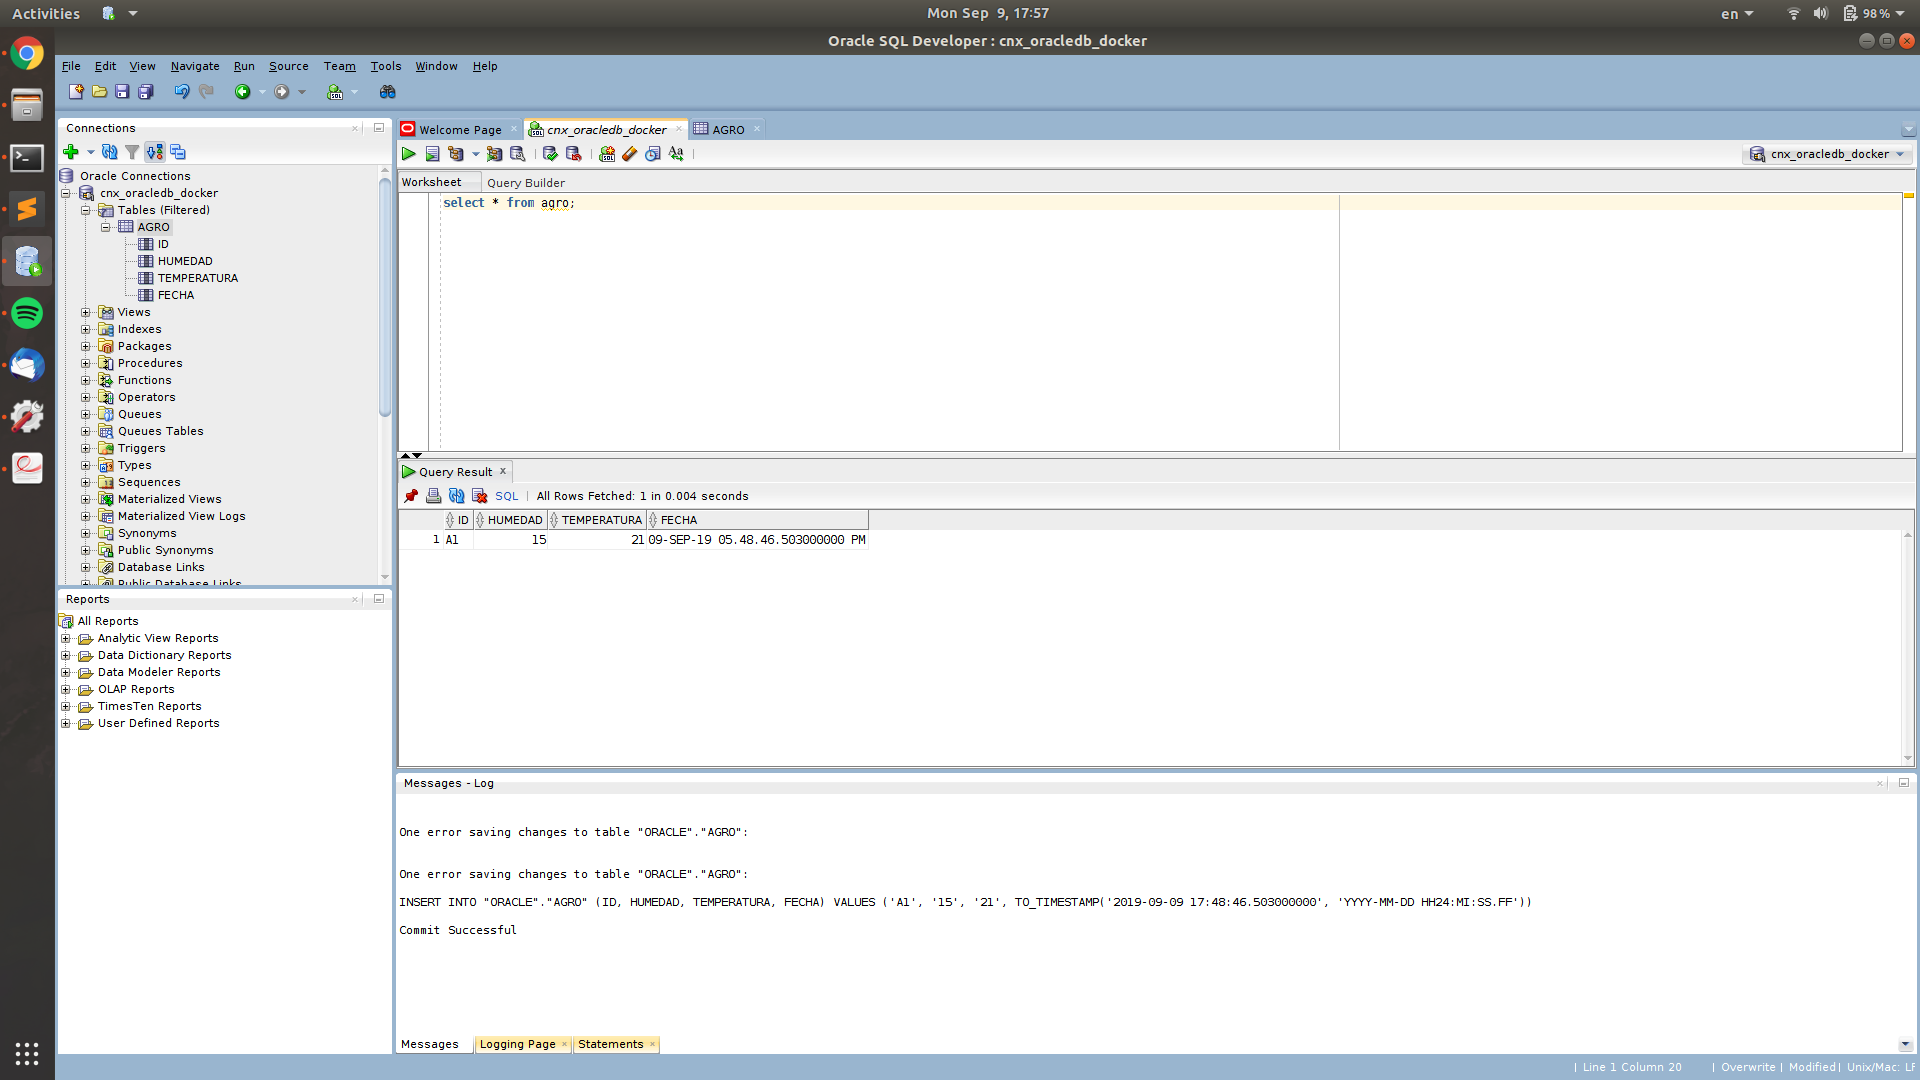 Activities
Mon Sep 9, 17:57
en
98%
Oracle SQL Developer : cnx_oracledb_docker
File Edit View Navigate Run Source Team Tools Window Help
Connections
Oracle Connections
cnx_oracledb_docker
Tables (Filtered)
AGRO
ID
HUMEDAD
TEMPERATURA
FECHA
Views
Indexes
Packages
Procedures
Functions
Operators
Queues
Queues Tables
Triggers
Types
Sequences
Materialized Views
Materialized View Logs
Synonyms
Public Synonyms
Database Links
Public Database Links
Reports
All Reports
Analytic View Reports
Data Dictionary Reports
Data Modeler Reports
OLAP Reports
TimesTen Reports
User Defined Reports
Welcome Page
cnx_oracledb_docker
AGRO
cnx_oracledb_docker
Worksheet Query Builder
select * from agro;
Query Result
SQL | All Rows Fetched: 1 in 0.004 seconds
ID HUMEDAD TEMPERATURA FECHA
1 A1 15 21 09-SEP-19 05.48.46.503000000 PM
Messages - Log
One error saving changes to table "ORACLE"."AGRO":
One error saving changes to table "ORACLE"."AGRO":
INSERT INTO "ORACLE"."AGRO" (ID, HUMEDAD, TEMPERATURA, FECHA) VALUES ('A1', '15', '21', TO_TIMESTAMP('2019-09-09 17:48:46.503000000', 'YYYY-MM-DD HH24:MI:SS.FF'))
Commit Successful
Messages Logging Page Statements
| Line 1 Column 20 | Overwrite | Modified | Unix/Mac: LF